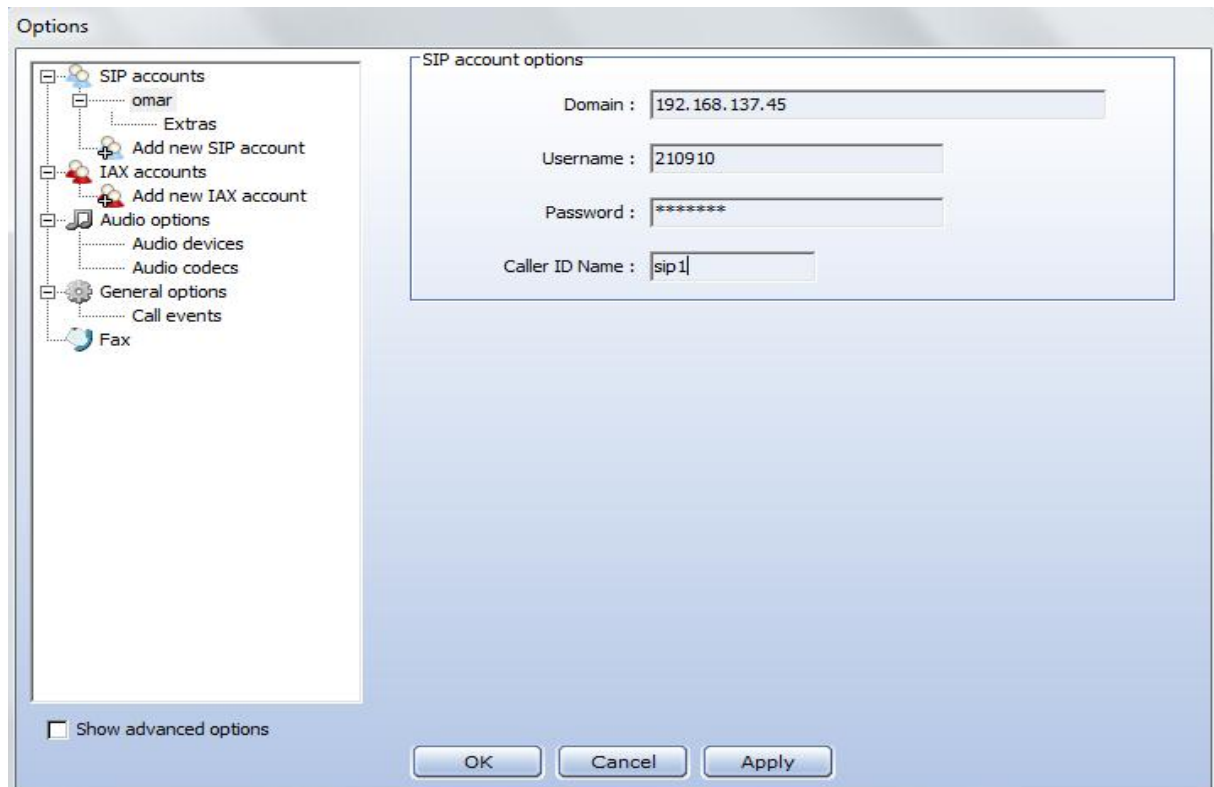 Options
SIP accounts
omar
Extras
Add new SIP account
IAX accounts
Add new IAX account
Audio options
Audio devices
Audio codecs
General options
Call events
Fax
Show advanced options
SIP account options
Domain : 192.168.137.45
Username : 210910
Password : *******
Caller ID Name : sip1
OK Cancel Apply